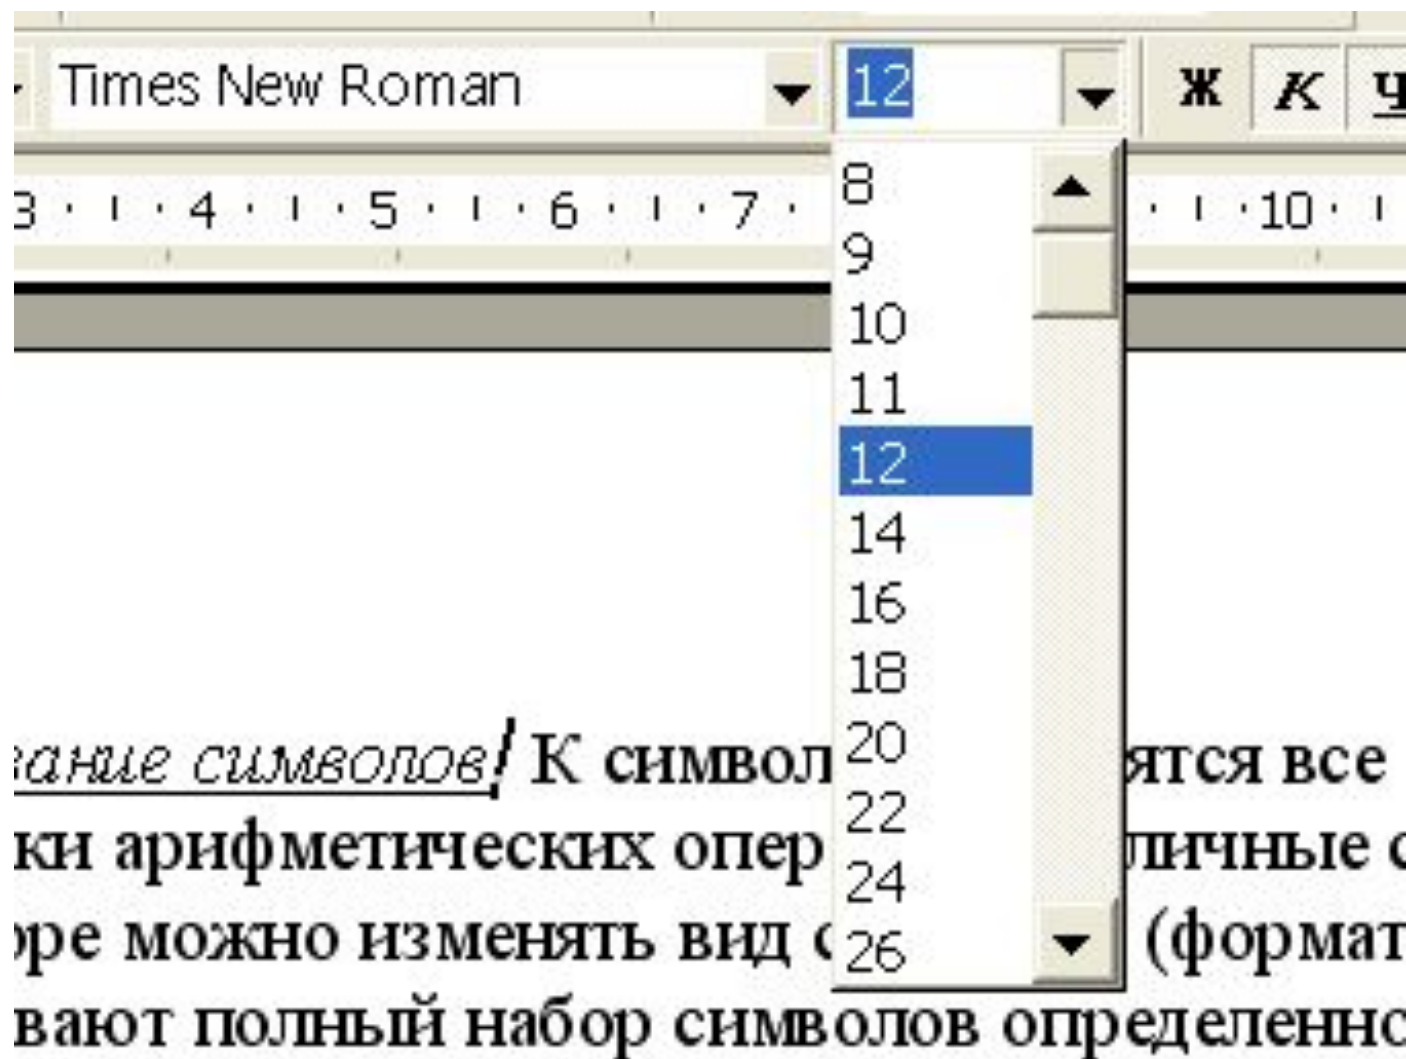 Times New Roman 12 Ж К Ч
3 4 5 6 7 10
8
9
10
11
12
14
16
18
20
22
24
26
вание символов! К символ ятся все
ки арифметических опер личные с
оре можно изменять вид с (формат
вают полный набор символов определенно